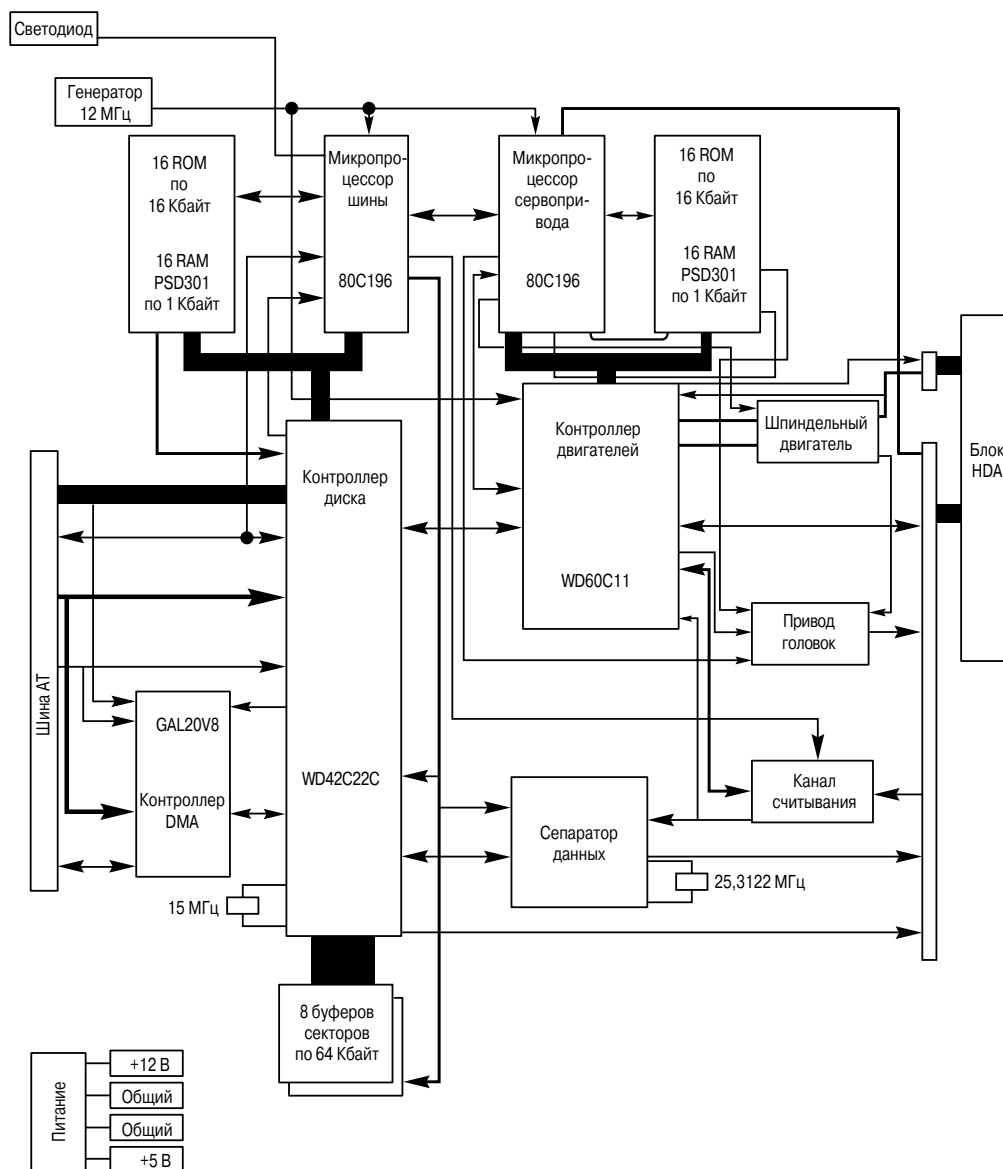 Светодиод
Генератор
12 МГц
16 ROM
по
16 Кбайт
16 RAM
PSD301
по 1 Кбайт
Микропро-
цессор
шины
80C196
Микропро-
цессор
сервопри-
вода
80C196
16 ROM
по
16 Кбайт
16 RAM
PSD301
по 1 Кбайт
Шина AT
Контроллер
диска
WD42C22C
Контроллер
двигателей
WD60C11
Шпиндельный
двигатель
Блок
HDA
Привод
головок
GAL20V8
Контроллер
DMA
Канал
считывания
Сепаратор
данных
25,3122 МГц
15 МГц
8 буферов
секторов
по 64 Кбайт
Питание
+12 В
Общий
Общий
+5 В